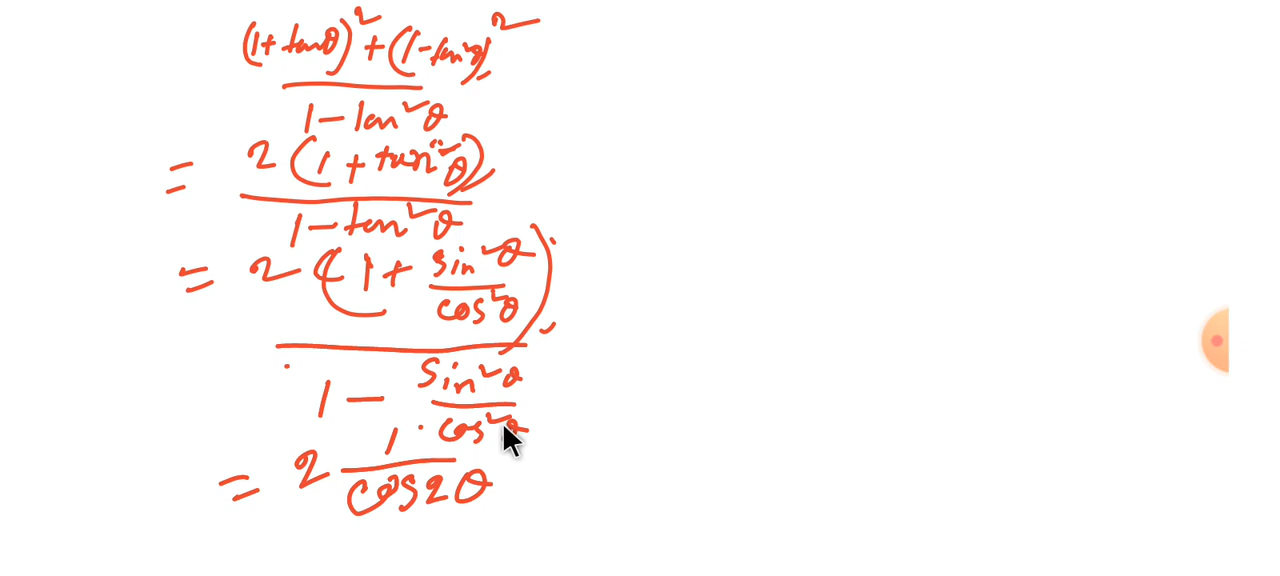 (1+tanθ)²+(1-tan²θ)²
1-tan²θ
= 2(1+tan²θ)
1-tan²θ
= 2(1+ sin²θ
cos²θ)
1- sin²θ
cos²θ
= 2 1
cos2θ